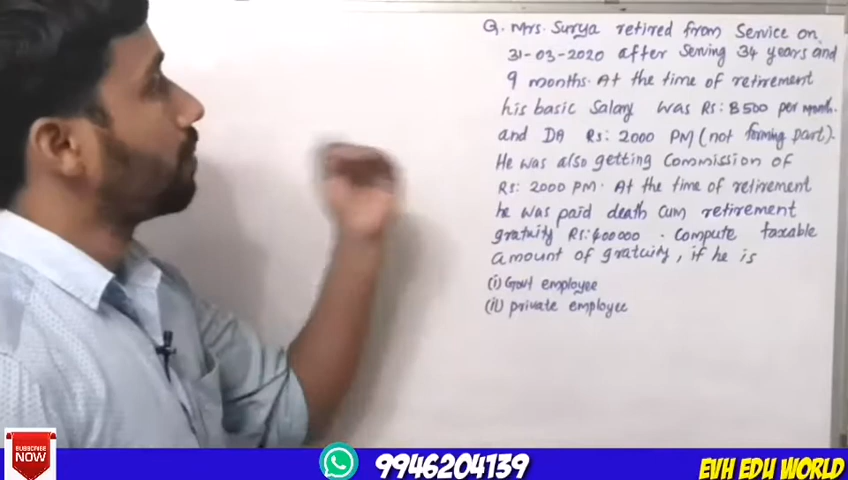 Q. Mrs. Surya retired from Service on
31-03-2020 after Serving 34 years and
9 months. At the time of retirement
his basic Salary was Rs: 8500 per month.
and DA Rs: 2000 PM (not forming part).
He was also getting Commission of
Rs: 2000 PM. At the time of retirement
he was paid death cum retirement
gratuity Rs: 400000. Compute taxable
amount of gratuity, if he is
(i) Govt employee
(ii) private employee
SUBSCRIBE
NOW
9946204139
EVH EDU WORLD